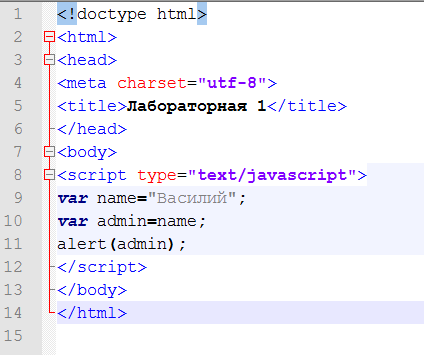 1 <!doctype html>
2 <html>
3 <head>
4 <meta charset="utf-8">
5 <title>Лабораторная 1</title>
6 </head>
7 <body>
8 <script type="text/javascript">
9 var name="Василий";
10 var admin=name;
11 alert(admin);
12 </script>
13 </body>
14 </html>
15